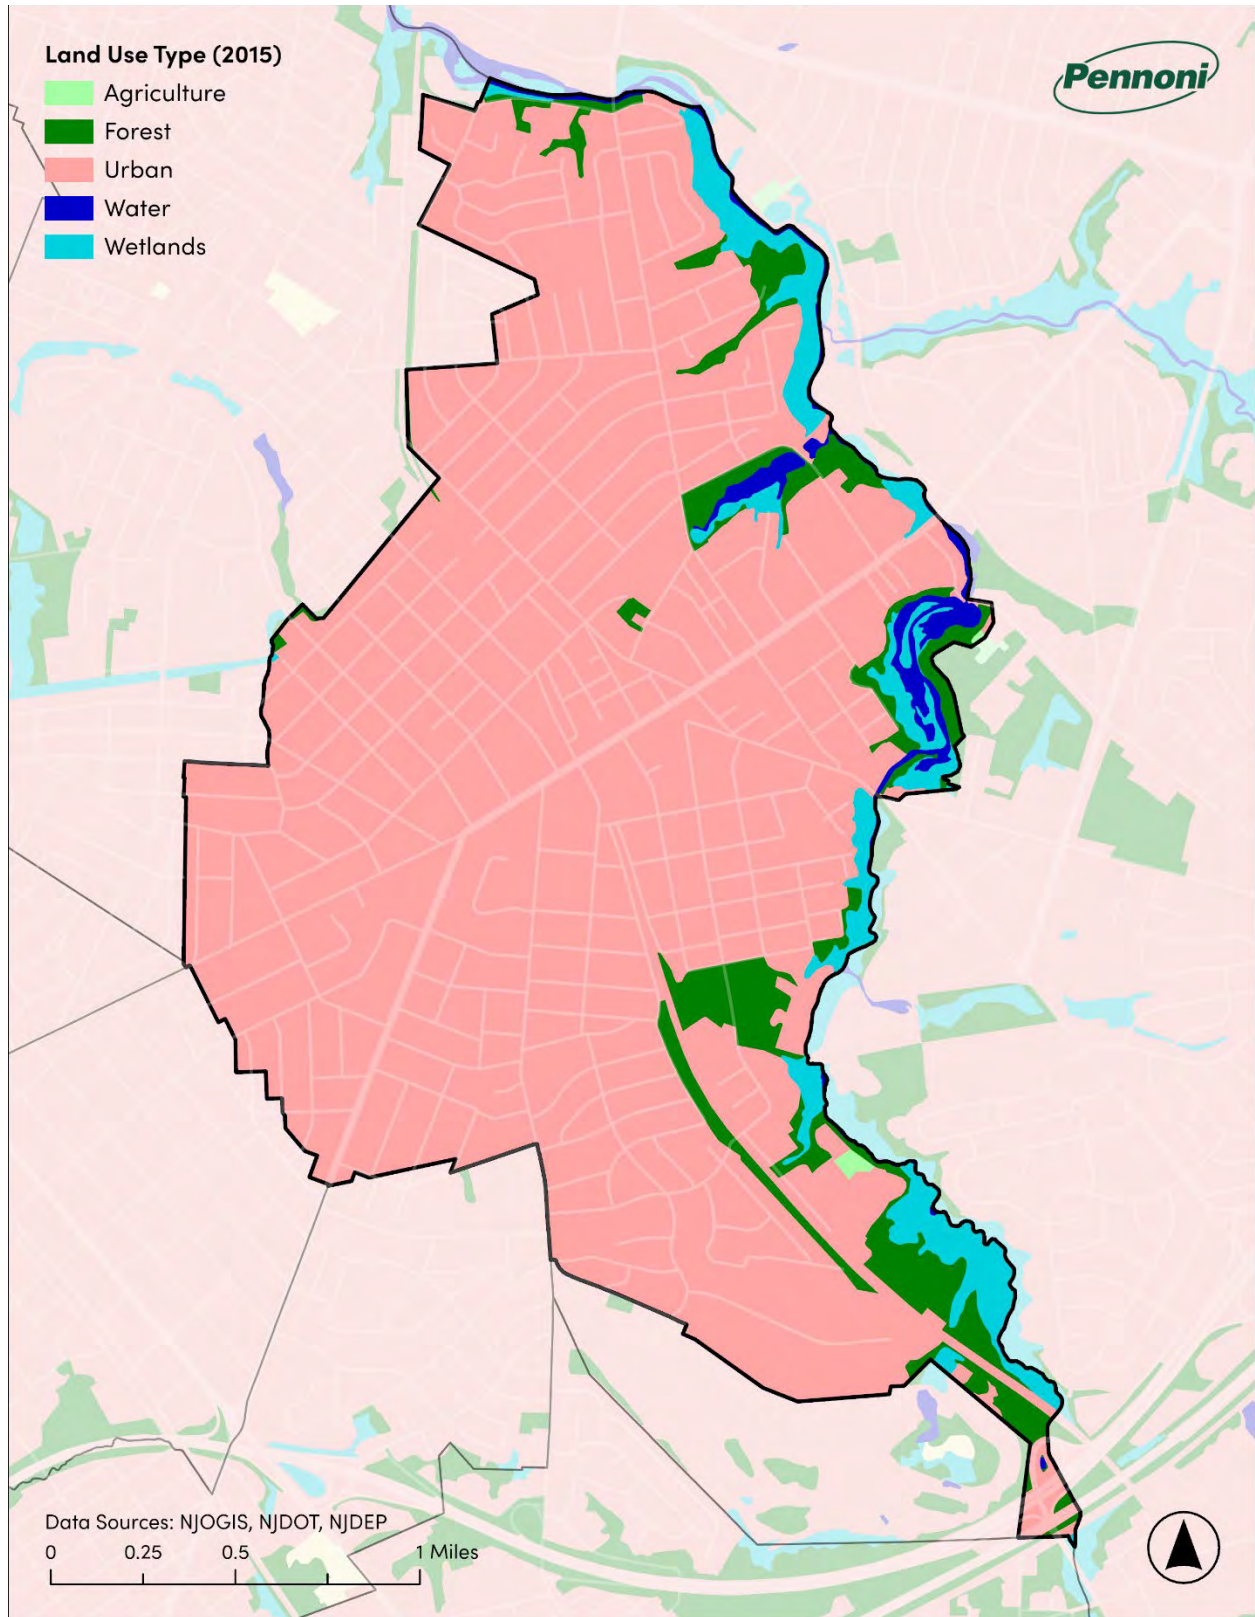 Land Use Type (2015)
Agriculture
Forest
Urban
Water
Wetlands
Pennoni
Data Sources: NJOGIS, NJDOT, NJDEP
0 0.25 0.5 1 Miles